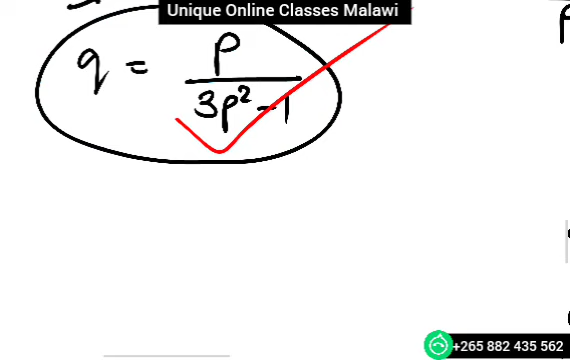 Unique Online Classes Malawi
q = p / (3p² - 1)
+265 882 435 562